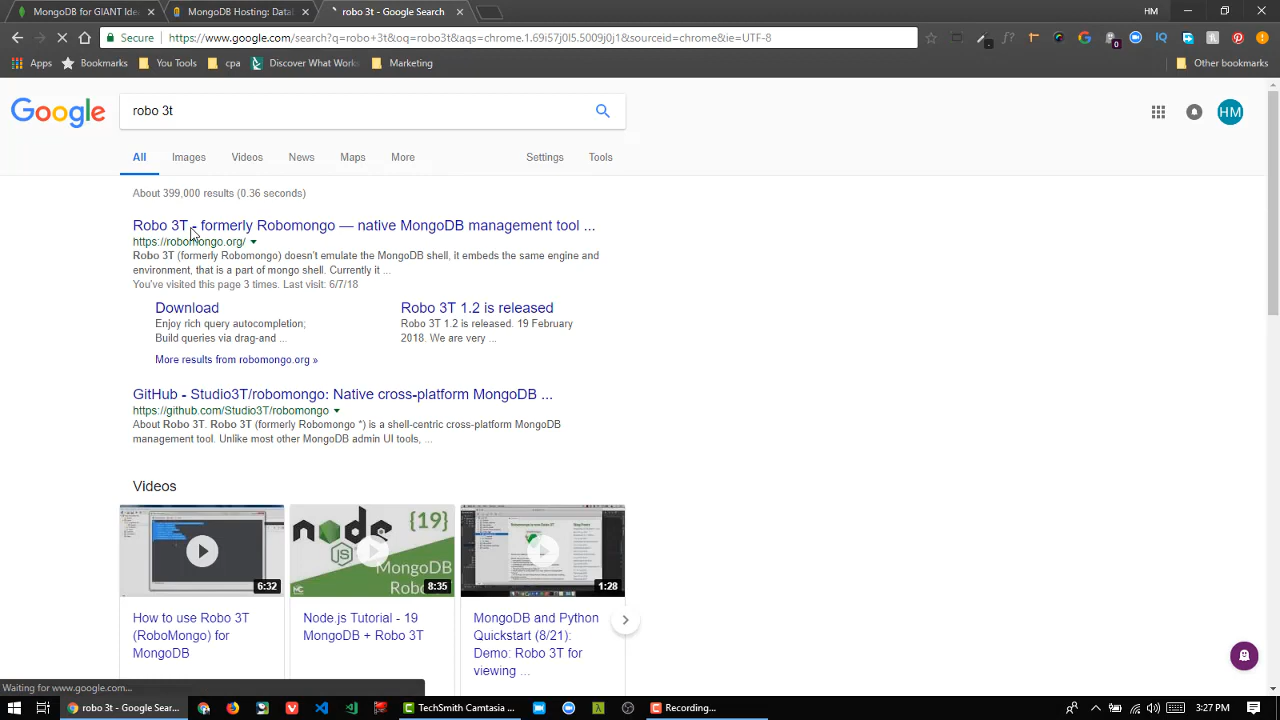 MongoDB for GIANT Ide
MongoDB Hosting: Datal
robo 3t - Google Search
HM
Secure
https://www.google.com/search?q=robo+3t&oq=robo3t&aqs=chrome.1.69i57j0l5.5009j0j1&sourceid=chrome&ie=UTF-8
Apps
Bookmarks
You Tools
cpa
Discover What Works
Marketing
Other bookmarks
Google
robo 3t
HM
All
Images
Videos
News
Maps
More
Settings
Tools
About 399,000 results (0.36 seconds)
Robo 3T - formerly Robomongo — native MongoDB management tool ...
https://robomongo.org/
Robo 3T (formerly Robomongo) doesn't emulate the MongoDB shell, it embeds the same engine and
environment, that is a part of mongo shell. Currently it ...
You've visited this page 3 times. Last visit: 6/7/18
Download
Enjoy rich query autocompletion;
Build queries via drag-and ...
Robo 3T 1.2 is released
Robo 3T 1.2 is released. 19 February
2018. We are very ...
More results from robomongo.org »
GitHub - Studio3T/robomongo: Native cross-platform MongoDB ...
https://github.com/Studio3T/robomongo
About Robo 3T. Robo 3T (formerly Robomongo *) is a shell-centric cross-platform MongoDB
management tool. Unlike most other MongoDB admin UI tools, ...
Videos
6:32
node
JS
{19}
MongoDB
Robo
8:35
1:28
How to use Robo 3T
(RoboMongo) for
MongoDB
Node.js Tutorial - 19
MongoDB + Robo 3T
MongoDB and Python
Quickstart (8/21):
Demo: Robo 3T for
viewing ...
Waiting for www.google.com...
robo 3t - Google Sear...
TechSmith Camtasia ...
Recording...
3:27 PM